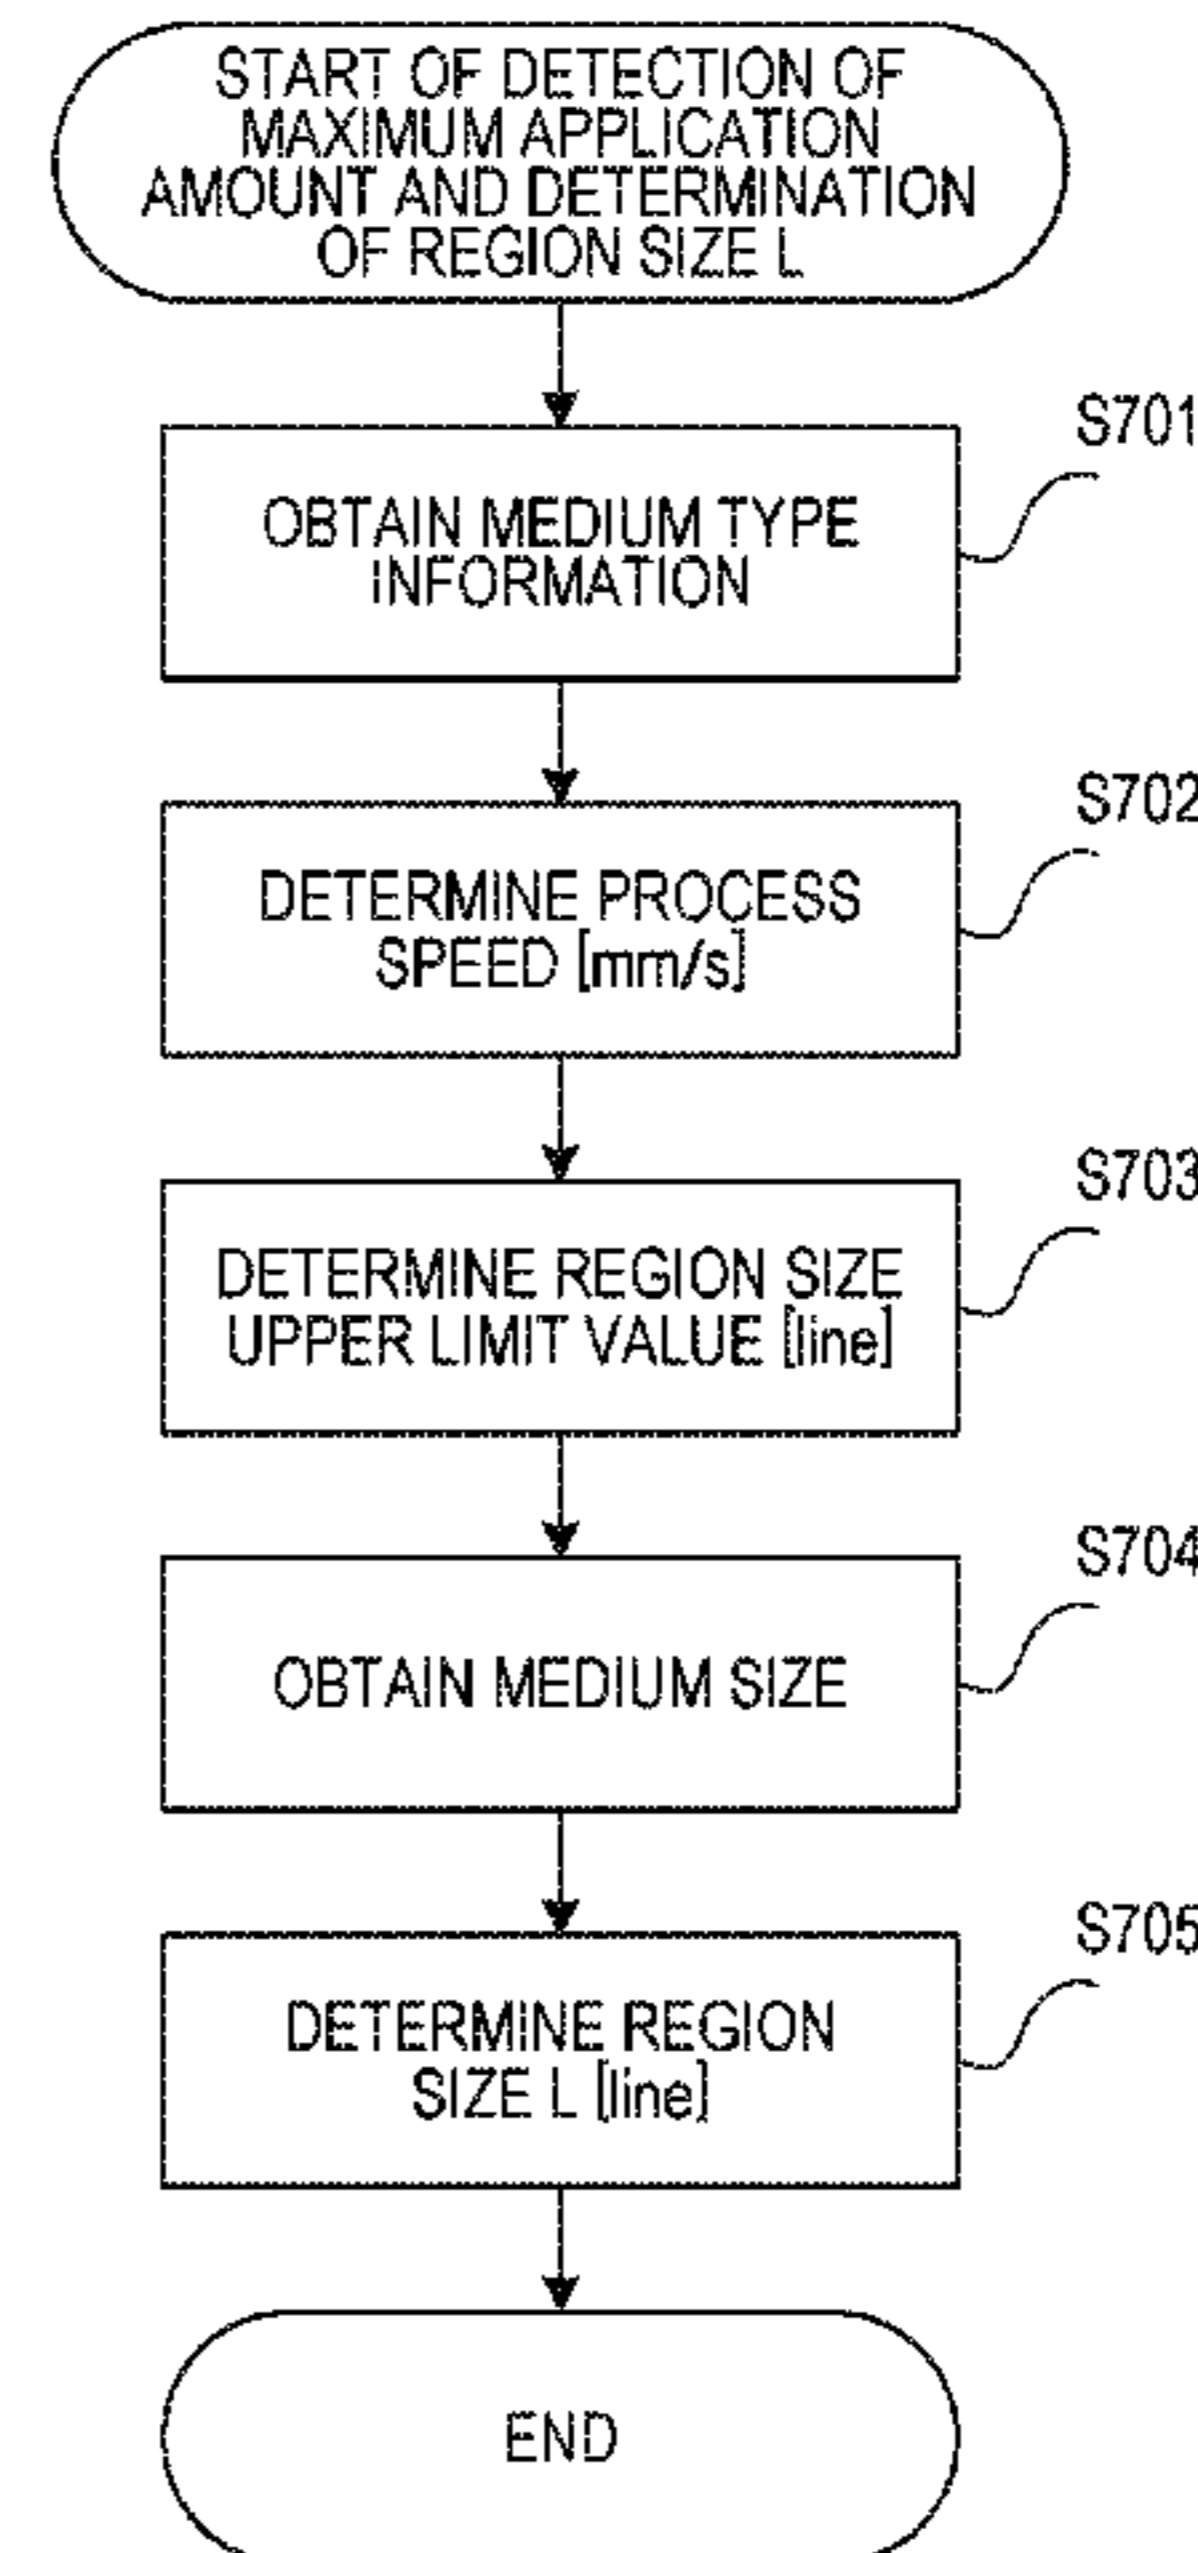 START OF DETECTION OF
MAXIMUM APPLICATION
AMOUNT AND DETERMINATION
OF REGION SIZE L
S701
OBTAIN MEDIUM TYPE
INFORMATION
S702
DETERMINE PROCESS
SPEED [mm/s]
S703
DETERMINE REGION SIZE
UPPER LIMIT VALUE [line]
S704
OBTAIN MEDIUM SIZE
S705
DETERMINE REGION
SIZE L [line]
END